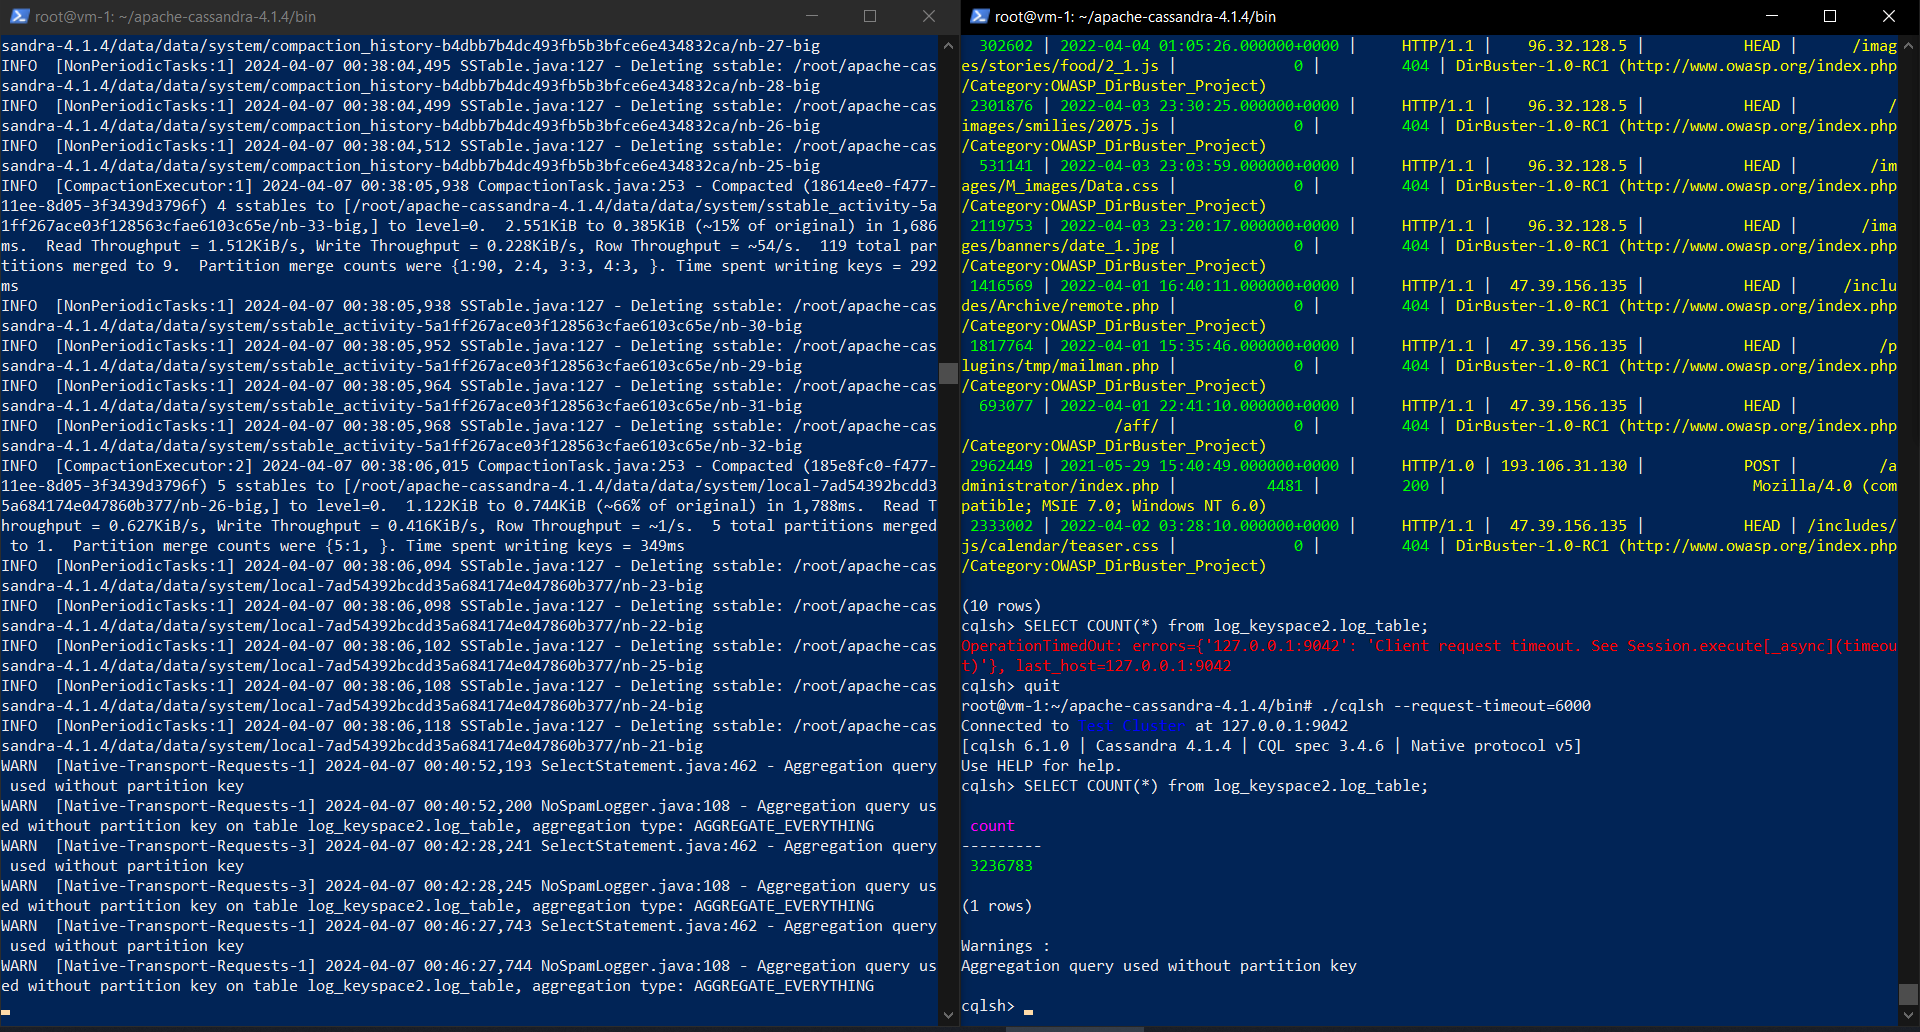 root@vm-1: ~/apache-cassandra-4.1.4/bin
sandra-4.1.4/data/data/system/compaction_history-b4dbb7b4dc493fb5b3bfce6e434832ca/nb-27-big
INFO  [NonPeriodicTasks:1] 2024-04-07 00:38:04,495 SSTable.java:127 - Deleting sstable: /root/apache-cas
sandra-4.1.4/data/data/system/compaction_history-b4dbb7b4dc493fb5b3bfce6e434832ca/nb-28-big
INFO  [NonPeriodicTasks:1] 2024-04-07 00:38:04,499 SSTable.java:127 - Deleting sstable: /root/apache-cas
sandra-4.1.4/data/data/system/compaction_history-b4dbb7b4dc493fb5b3bfce6e434832ca/nb-26-big
INFO  [NonPeriodicTasks:1] 2024-04-07 00:38:04,512 SSTable.java:127 - Deleting sstable: /root/apache-cas
sandra-4.1.4/data/data/system/compaction_history-b4dbb7b4dc493fb5b3bfce6e434832ca/nb-25-big
INFO  [CompactionExecutor:1] 2024-04-07 00:38:05,938 CompactionTask.java:253 - Compacted (18614ee0-f477-
11ee-8d05-3f3439d3796f) 4 sstables to [/root/apache-cassandra-4.1.4/data/data/system/sstable_activity-5a
1ff267ace03f128563cfae6103c65e/nb-33-big,] to level=0.  2.551KiB to 0.385KiB (~15% of original) in 1,686
ms.  Read Throughput = 1.512KiB/s, Write Throughput = 0.228KiB/s, Row Throughput = ~54/s.  119 total par
titions merged to 9.  Partition merge counts were {1:90, 2:4, 3:3, 4:3, }. Time spent writing keys = 292
ms
INFO  [NonPeriodicTasks:1] 2024-04-07 00:38:05,938 SSTable.java:127 - Deleting sstable: /root/apache-cas
sandra-4.1.4/data/data/system/sstable_activity-5a1ff267ace03f128563cfae6103c65e/nb-30-big
INFO  [NonPeriodicTasks:1] 2024-04-07 00:38:05,952 SSTable.java:127 - Deleting sstable: /root/apache-cas
sandra-4.1.4/data/data/system/sstable_activity-5a1ff267ace03f128563cfae6103c65e/nb-29-big
INFO  [NonPeriodicTasks:1] 2024-04-07 00:38:05,964 SSTable.java:127 - Deleting sstable: /root/apache-cas
sandra-4.1.4/data/data/system/sstable_activity-5a1ff267ace03f128563cfae6103c65e/nb-31-big
INFO  [NonPeriodicTasks:1] 2024-04-07 00:38:05,968 SSTable.java:127 - Deleting sstable: /root/apache-cas
sandra-4.1.4/data/data/system/sstable_activity-5a1ff267ace03f128563cfae6103c65e/nb-32-big
INFO  [CompactionExecutor:2] 2024-04-07 00:38:06,015 CompactionTask.java:253 - Compacted (185e8fc0-f477-
11ee-8d05-3f3439d3796f) 5 sstables to [/root/apache-cassandra-4.1.4/data/data/system/local-7ad54392bcdd3
5a684174e047860b377/nb-26-big,] to level=0.  1.122KiB to 0.744KiB (~66% of original) in 1,788ms.  Read T
hroughput = 0.627KiB/s, Write Throughput = 0.416KiB/s, Row Throughput = ~1/s.  5 total partitions merged
 to 1.  Partition merge counts were {5:1, }. Time spent writing keys = 349ms
INFO  [NonPeriodicTasks:1] 2024-04-07 00:38:06,094 SSTable.java:127 - Deleting sstable: /root/apache-cas
sandra-4.1.4/data/data/system/local-7ad54392bcdd35a684174e047860b377/nb-23-big
INFO  [NonPeriodicTasks:1] 2024-04-07 00:38:06,098 SSTable.java:127 - Deleting sstable: /root/apache-cas
sandra-4.1.4/data/data/system/local-7ad54392bcdd35a684174e047860b377/nb-22-big
INFO  [NonPeriodicTasks:1] 2024-04-07 00:38:06,102 SSTable.java:127 - Deleting sstable: /root/apache-cas
sandra-4.1.4/data/data/system/local-7ad54392bcdd35a684174e047860b377/nb-25-big
INFO  [NonPeriodicTasks:1] 2024-04-07 00:38:06,108 SSTable.java:127 - Deleting sstable: /root/apache-cas
sandra-4.1.4/data/data/system/local-7ad54392bcdd35a684174e047860b377/nb-24-big
INFO  [NonPeriodicTasks:1] 2024-04-07 00:38:06,118 SSTable.java:127 - Deleting sstable: /root/apache-cas
sandra-4.1.4/data/data/system/local-7ad54392bcdd35a684174e047860b377/nb-21-big
WARN  [Native-Transport-Requests-1] 2024-04-07 00:40:52,193 SelectStatement.java:462 - Aggregation query
 used without partition key
WARN  [Native-Transport-Requests-1] 2024-04-07 00:40:52,200 NoSpamLogger.java:108 - Aggregation query us
ed without partition key on table log_keyspace2.log_table, aggregation type: AGGREGATE_EVERYTHING
WARN  [Native-Transport-Requests-3] 2024-04-07 00:42:28,241 SelectStatement.java:462 - Aggregation query
 used without partition key
WARN  [Native-Transport-Requests-3] 2024-04-07 00:42:28,245 NoSpamLogger.java:108 - Aggregation query us
ed without partition key on table log_keyspace2.log_table, aggregation type: AGGREGATE_EVERYTHING
WARN  [Native-Transport-Requests-1] 2024-04-07 00:46:27,743 SelectStatement.java:462 - Aggregation query
 used without partition key
WARN  [Native-Transport-Requests-1] 2024-04-07 00:46:27,744 NoSpamLogger.java:108 - Aggregation query us
ed without partition key on table log_keyspace2.log_table, aggregation type: AGGREGATE_EVERYTHING
root@vm-1: ~/apache-cassandra-4.1.4/bin
302602 | 2022-04-04 01:05:26.000000+0000 | HTTP/1.1 | 96.32.128.5 | HEAD | /imag
es/stories/food/2_1.js | 0 | 404 | DirBuster-1.0-RC1 (http://www.owasp.org/index.php
/Category:OWASP_DirBuster_Project)
2301876 | 2022-04-03 23:30:25.000000+0000 | HTTP/1.1 | 96.32.128.5 | HEAD | /
images/smilies/2075.js | 0 | 404 | DirBuster-1.0-RC1 (http://www.owasp.org/index.php
/Category:OWASP_DirBuster_Project)
531141 | 2022-04-03 23:03:59.000000+0000 | HTTP/1.1 | 96.32.128.5 | HEAD | /im
ages/M_images/Data.css | 0 | 404 | DirBuster-1.0-RC1 (http://www.owasp.org/index.php
/Category:OWASP_DirBuster_Project)
2119753 | 2022-04-03 23:20:17.000000+0000 | HTTP/1.1 | 96.32.128.5 | HEAD | /ima
ges/banners/date_1.jpg | 0 | 404 | DirBuster-1.0-RC1 (http://www.owasp.org/index.php
/Category:OWASP_DirBuster_Project)
1416569 | 2022-04-01 16:40:11.000000+0000 | HTTP/1.1 | 47.39.156.135 | HEAD | /inclu
des/Archive/remote.php | 0 | 404 | DirBuster-1.0-RC1 (http://www.owasp.org/index.php
/Category:OWASP_DirBuster_Project)
1817764 | 2022-04-01 15:35:46.000000+0000 | HTTP/1.1 | 47.39.156.135 | HEAD | /p
lugins/tmp/mailman.php | 0 | 404 | DirBuster-1.0-RC1 (http://www.owasp.org/index.php
/Category:OWASP_DirBuster_Project)
693077 | 2022-04-01 22:41:10.000000+0000 | HTTP/1.1 | 47.39.156.135 | HEAD |
/aff/ | 0 | 404 | DirBuster-1.0-RC1 (http://www.owasp.org/index.php
/Category:OWASP_DirBuster_Project)
2962449 | 2021-05-29 15:40:49.000000+0000 | HTTP/1.0 | 193.106.31.130 | POST | /a
dministrator/index.php | 4481 | 200 | Mozilla/4.0 (com
patible; MSIE 7.0; Windows NT 6.0)
2333002 | 2022-04-02 03:28:10.000000+0000 | HTTP/1.1 | 47.39.156.135 | HEAD | /includes/
js/calendar/teaser.css | 0 | 404 | DirBuster-1.0-RC1 (http://www.owasp.org/index.php
/Category:OWASP_DirBuster_Project)
(10 rows)
cqlsh> SELECT COUNT(*) from log_keyspace2.log_table;
OperationTimedOut: errors={'127.0.0.1:9042': 'Client request timeout. See Session.execute[_async](timeou
t)'}, last_host=127.0.0.1:9042
cqlsh> quit
root@vm-1:~/apache-cassandra-4.1.4/bin# ./cqlsh --request-timeout=6000
Connected to Test Cluster at 127.0.0.1:9042
[cqlsh 6.1.0 | Cassandra 4.1.4 | CQL spec 3.4.6 | Native protocol v5]
Use HELP for help.
cqlsh> SELECT COUNT(*) from log_keyspace2.log_table;
count
---------
3236783
(1 rows)
Warnings :
Aggregation query used without partition key
cqlsh>